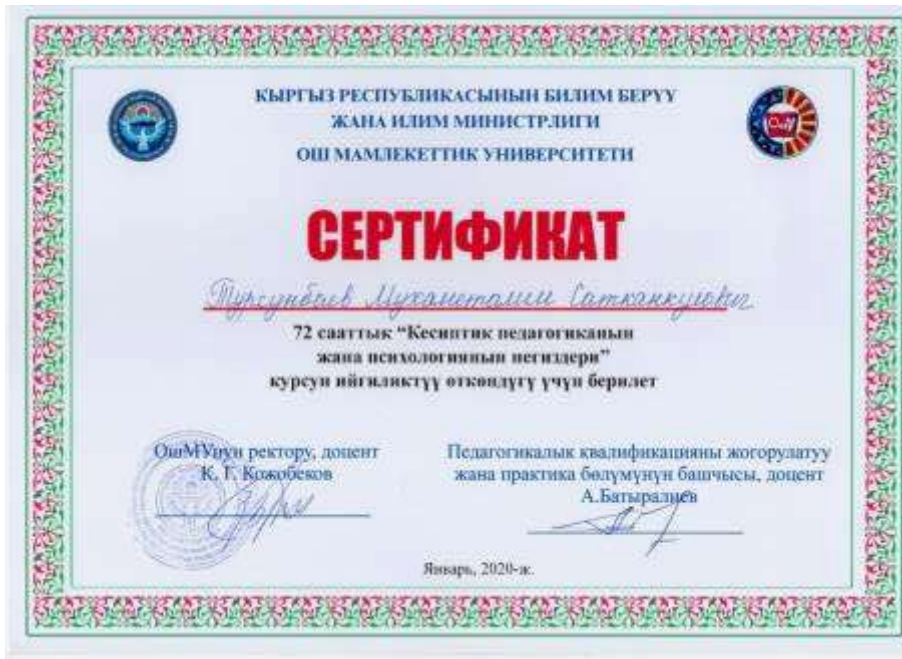 КЫРГЫЗ РЕСПУБЛИКАСЫНЫН БИЛИМ БЕРҮҮ
ЖАНА ИЛИМ МИНИСТРЛИГИ
ОШ МАМЛЕКЕТТИК УНИВЕРСИТЕТИ
СЕРТИФИКАТ
Турсунбаев
72 сааттык “Кесиптик педагогиканын
жана психологиянын негиздери”
курсун ийгиликтүү өткөндүгү үчүн берилет
ОшМУнун ректору, доцент
К. Г. Кожобеков
Педагогикалык квалификацияны жогорулатуу
жана практика бөлүмүнүн башчысы, доцент
А.Батыралиев
Январь, 2020-ж.